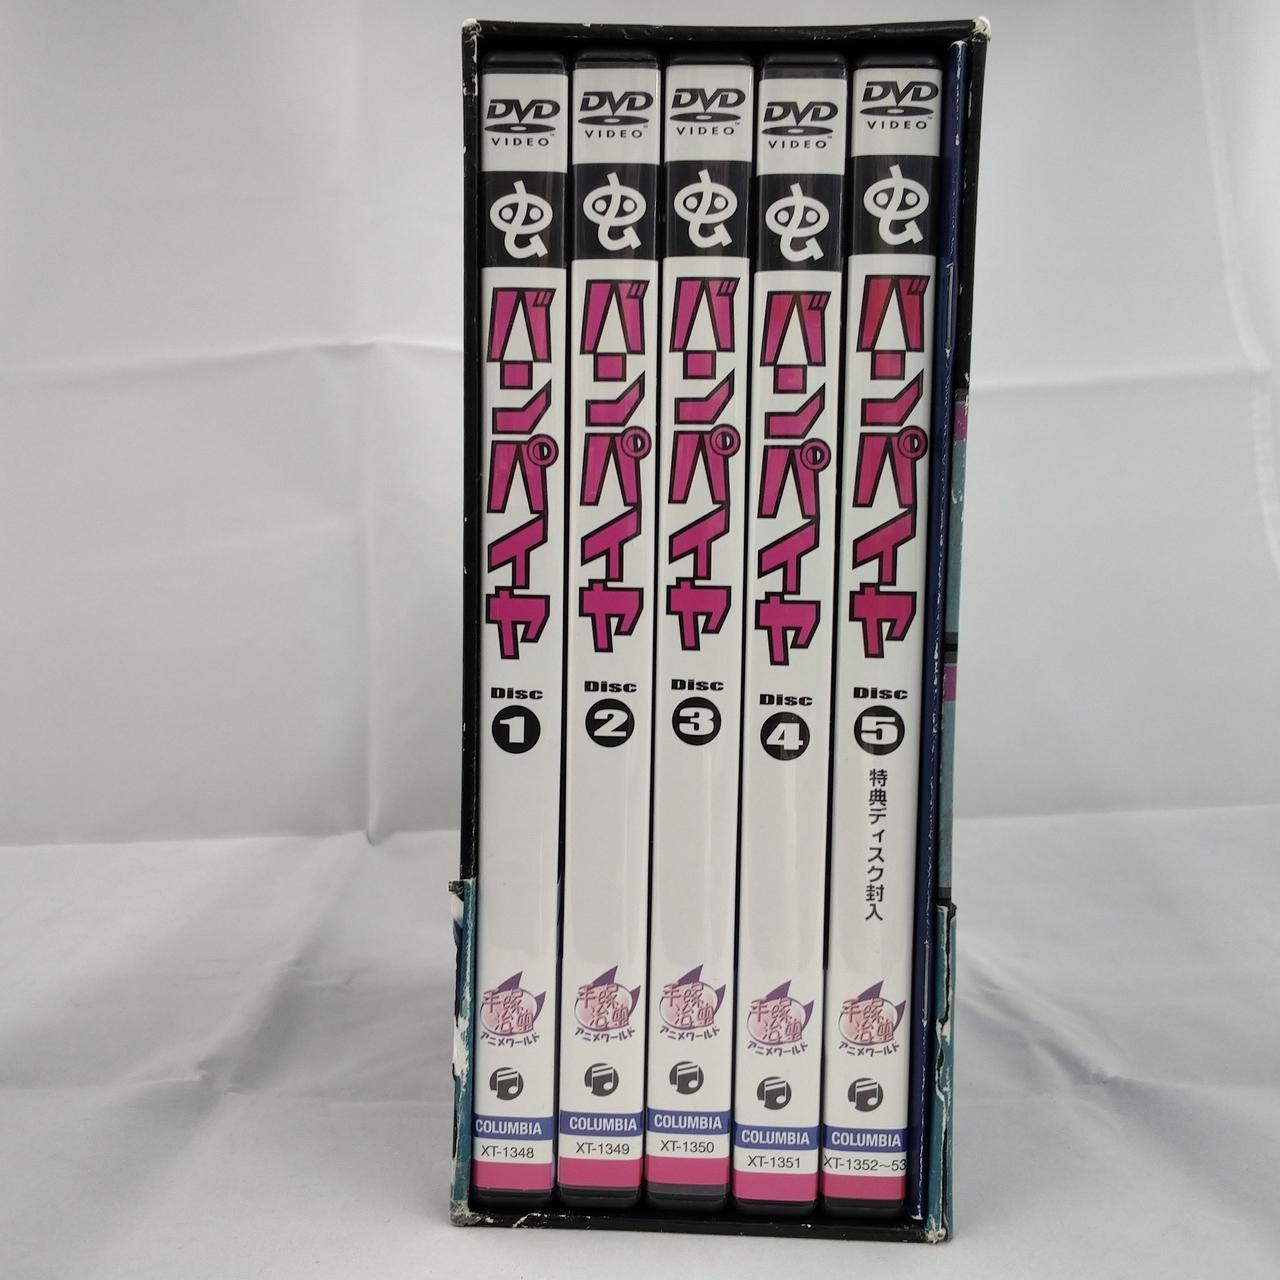 DVD
VIDEO
虫
バンパイヤ
Disc
1
手塚治虫
アニメワールド
COLUMBIA
XT-1348
DVD
VIDEO
虫
バンパイヤ
Disc
2
手塚治虫
アニメワールド
COLUMBIA
XT-1349
DVD
VIDEO
虫
バンパイヤ
Disc
3
手塚治虫
アニメワールド
COLUMBIA
XT-1350
DVD
VIDEO
虫
バンパイヤ
Disc
4
手塚治虫
アニメワールド
COLUMBIA
XT-1351
DVD
VIDEO
虫
バンパイヤ
Disc
5
特典ディスク封入
手塚治虫
アニメワールド
COLUMBIA
XT-1352～53